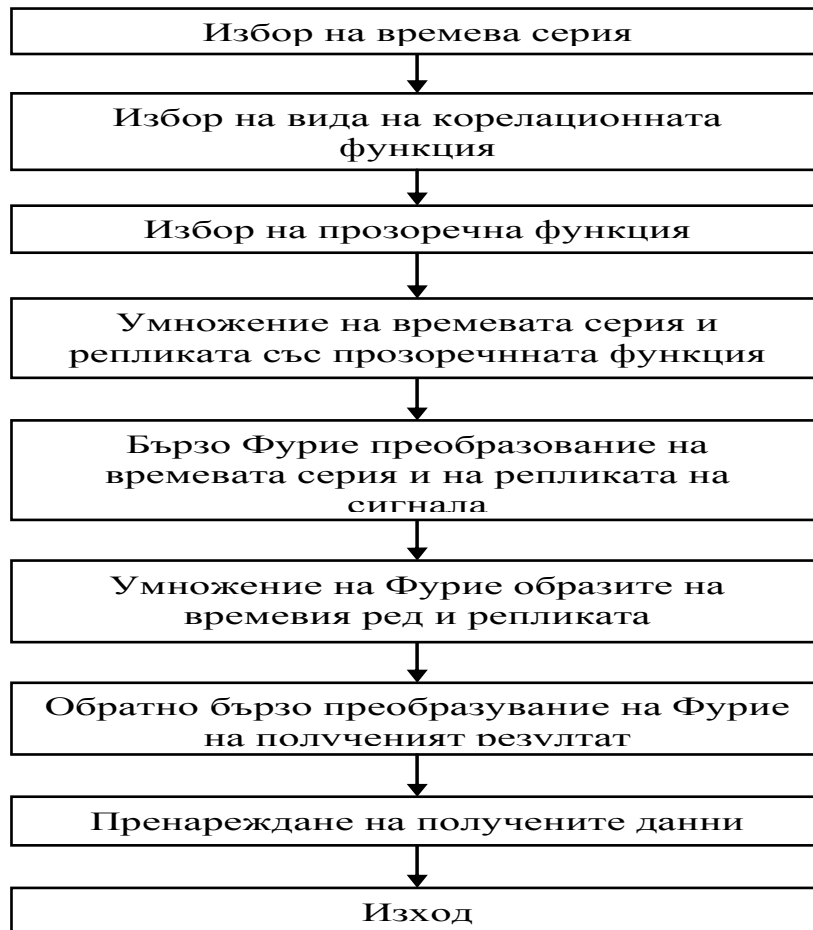 Избор на времева серия
Избор на вида на корелационната
функция
Избор на прозоречна функция
Умножение на времевата серия и
репликата със прозоречнната функция
Бързо Фурие преобразование на
времевата серия и на репликата на
сигнала
Умножение на Фурие образите на
времевия ред и репликата
Обратно бързо преобразувание на Фурие
на полученият резултат
Пренареждане на получените данни
Изход